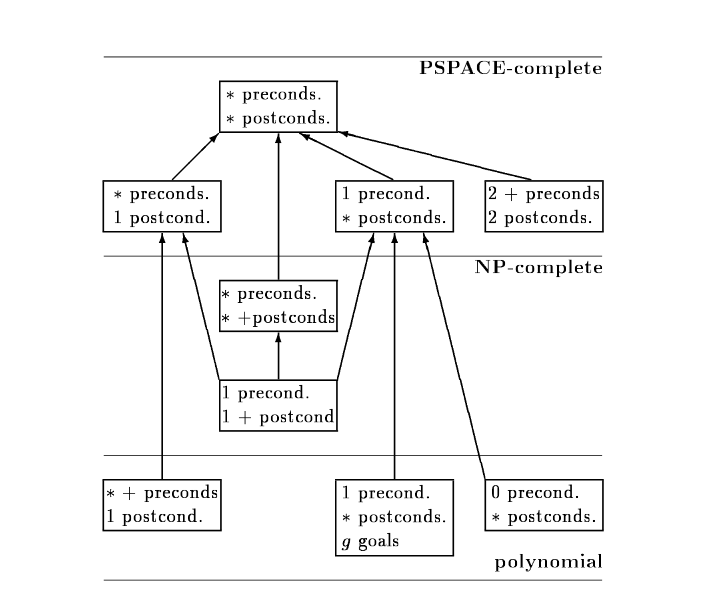 PSPACE-complete
* preconds.
* postconds.
* preconds.
1 postcond.
1 precond.
* postconds.
2 + preconds
2 postconds.
NP-complete
* preconds.
* +postconds
1 precond.
1 + postcond
* + preconds
1 postcond.
1 precond.
* postconds.
g goals
0 precond.
* postconds.
polynomial